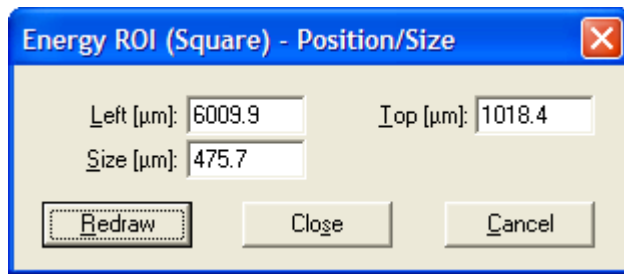 Energy ROI (Square) - Position/Size
Left [µm]: 6009.9 Top [µm]: 1018.4
Size [µm]: 475.7
Redraw Close Cancel